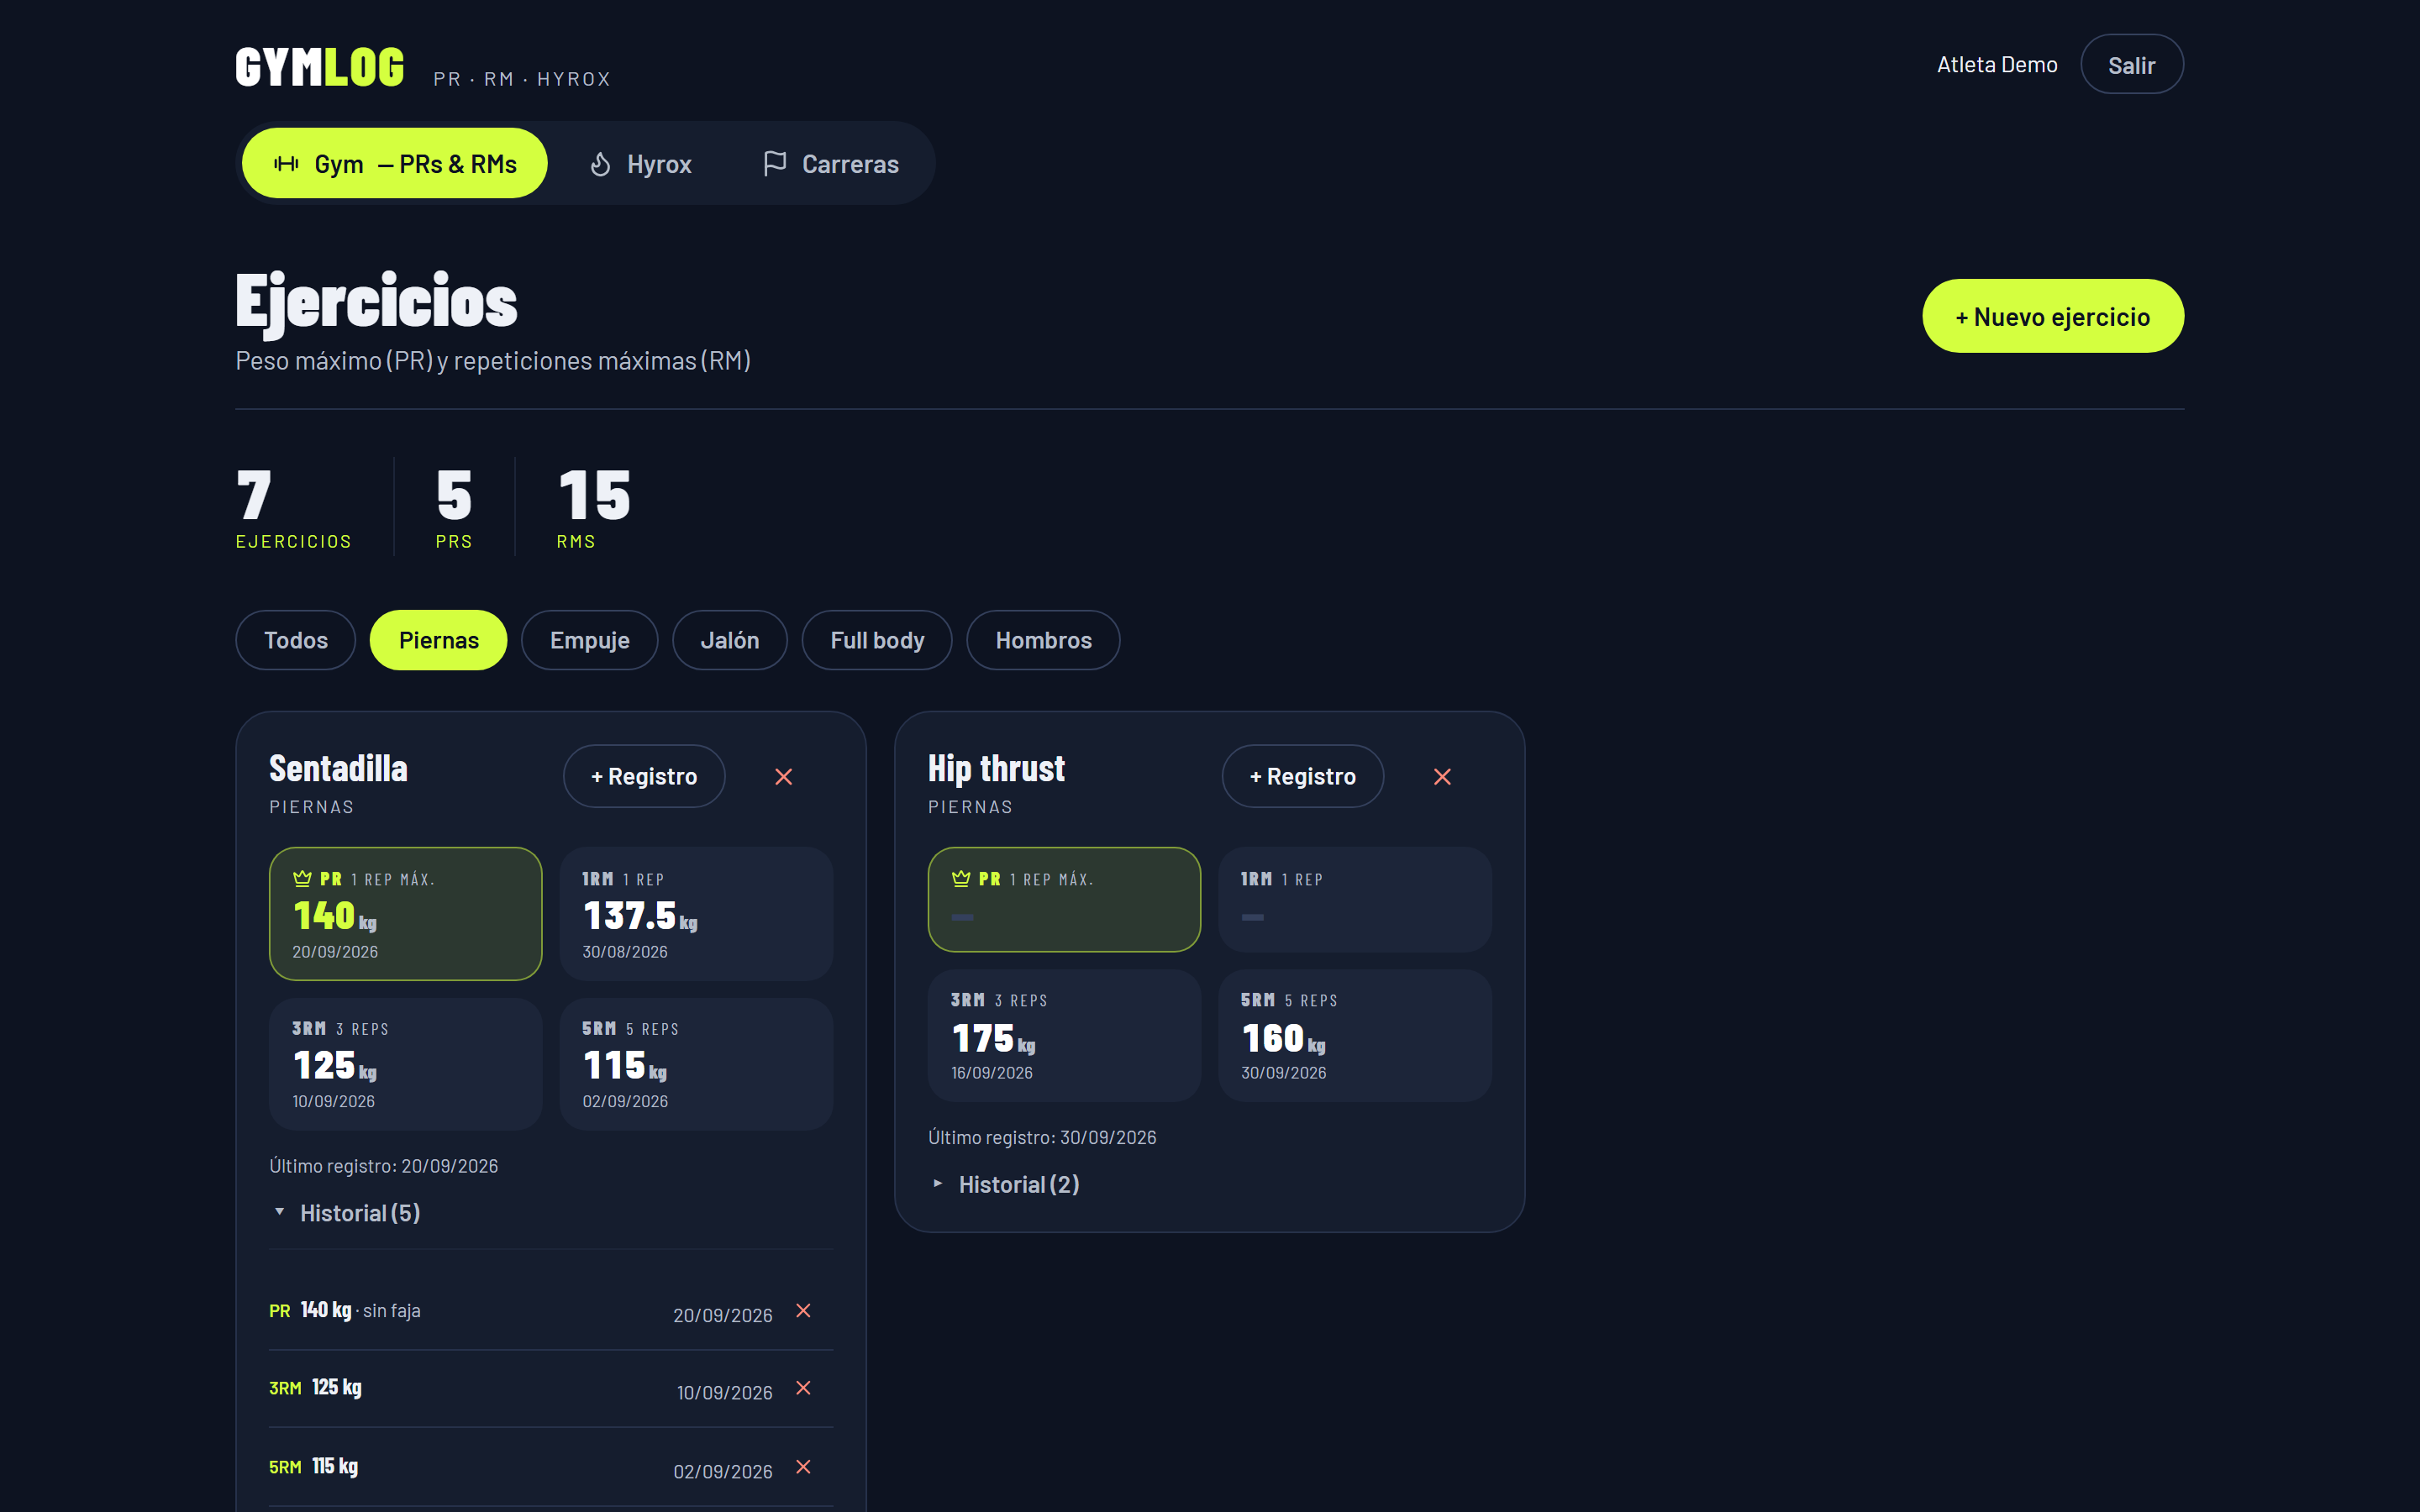 GYMLOG PR · RM · HYROX
Atleta Demo Salir
Gym — PRs & RMs Hyrox Carreras
Ejercicios
Peso máximo (PR) y repeticiones máximas (RM)
+ Nuevo ejercicio
7 5 15
EJERCICIOS PRS RMS
Todos Piernas Empuje Jalón Full body Hombros
Sentadilla
PIERNAS
+ Registro
PR 1 REP MÁX.
140 kg
20/09/2026
1RM 1 REP
137.5 kg
30/08/2026
3RM 3 REPS
125 kg
10/09/2026
5RM 5 REPS
115 kg
02/09/2026
Último registro: 20/09/2026
▼ Historial (5)
PR 140 kg · sin faja 20/09/2026
3RM 125 kg 10/09/2026
5RM 115 kg 02/09/2026
Hip thrust
PIERNAS
+ Registro
PR 1 REP MÁX.
—
1RM 1 REP
—
3RM 3 REPS
175 kg
16/09/2026
5RM 5 REPS
160 kg
30/09/2026
Último registro: 30/09/2026
► Historial (2)